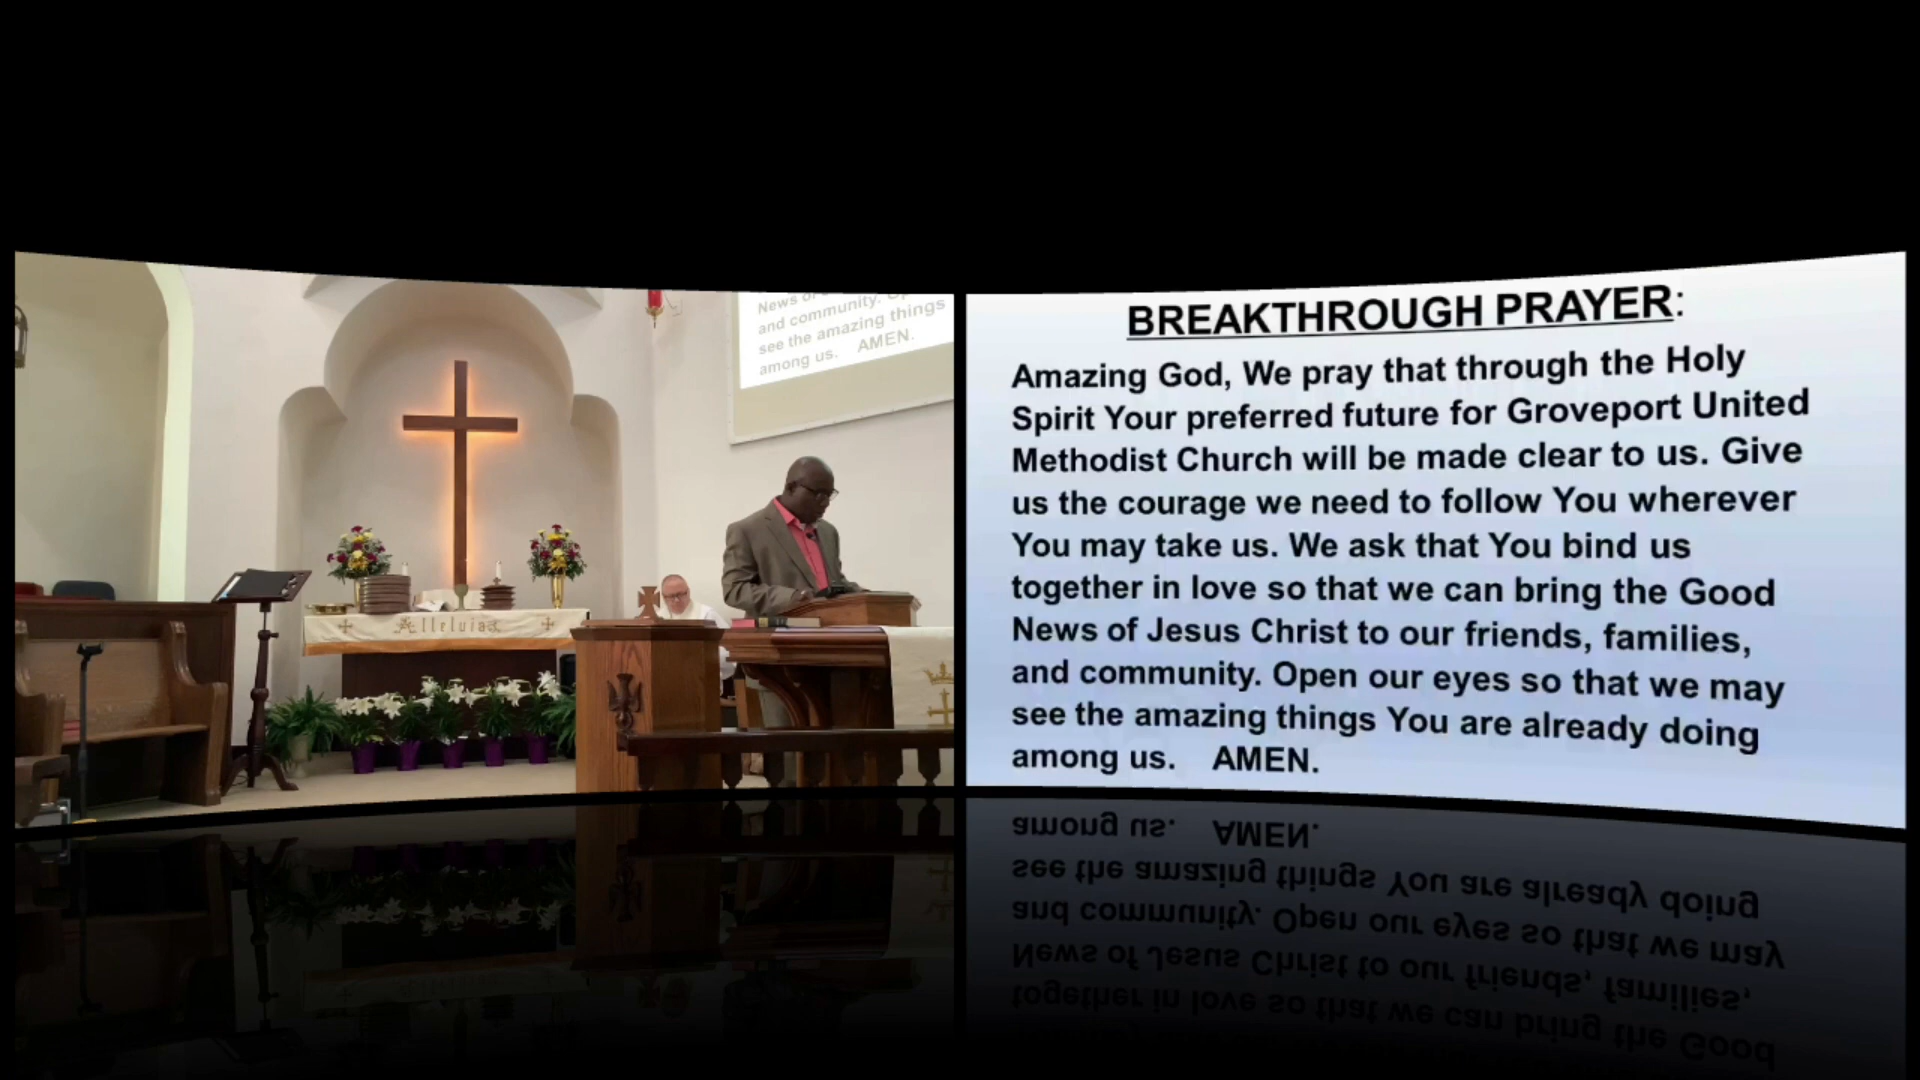 News of
and community. Op
see the amazing things
among us. AMEN.
Alleluia
BREAKTHROUGH PRAYER:
Amazing God, We pray that through the Holy
Spirit Your preferred future for Groveport United
Methodist Church will be made clear to us. Give
us the courage we need to follow You wherever
You may take us. We ask that You bind us
together in love so that we can bring the Good
News of Jesus Christ to our friends, families,
and community. Open our eyes so that we may
see the amazing things You are already doing
among us. AMEN.